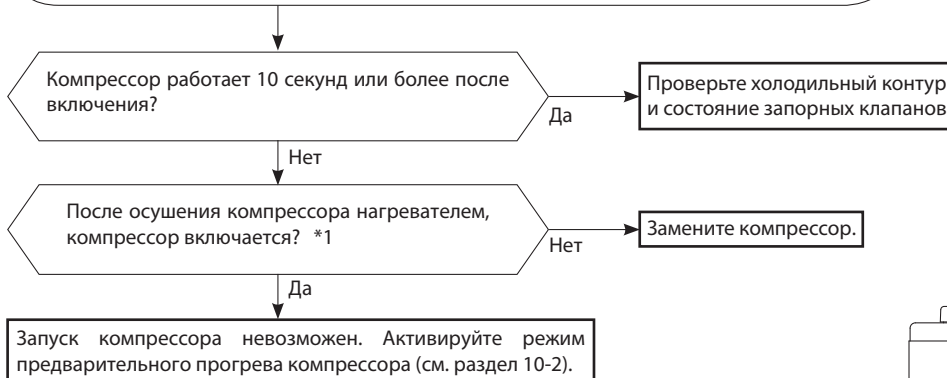 Компрессор работает 10 секунд или более после
включения?
Да
Проверьте холодильный контур
и состояние запорных клапанов
Нет
После осушения компрессора нагревателем,
компрессор включается? *1
Нет
Замените компрессор.
Да
Запуск компрессора невозможен. Активируйте режим
предварительного прогрева компрессора (см. раздел 10-2).